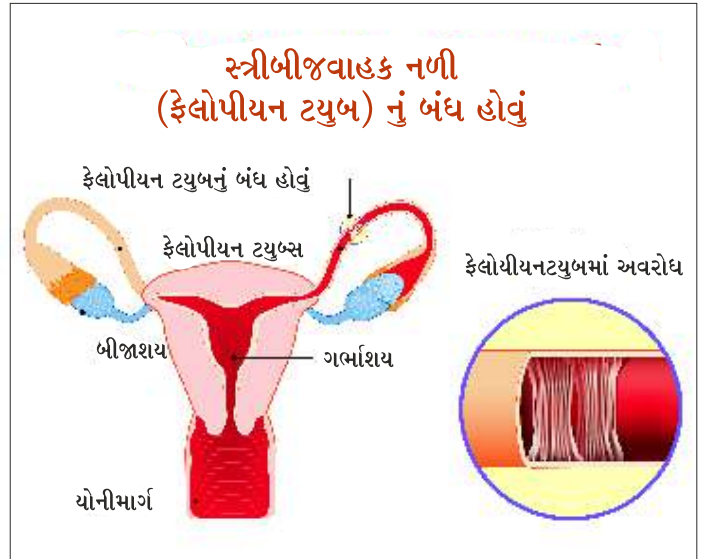 સ્ત્રીબીજવાહક નળી
(ફેલોપીયન ટયુબ) નું બંધ હોવું
ફેલોપીયન ટયુબનું બંધ હોવું
ફેલોપીયન ટયુબ્સ
ફેલોયીયનટયુબમાં અવરોધ
બીજાશય
ગર્ભાશય
યોનીમાર્ગ